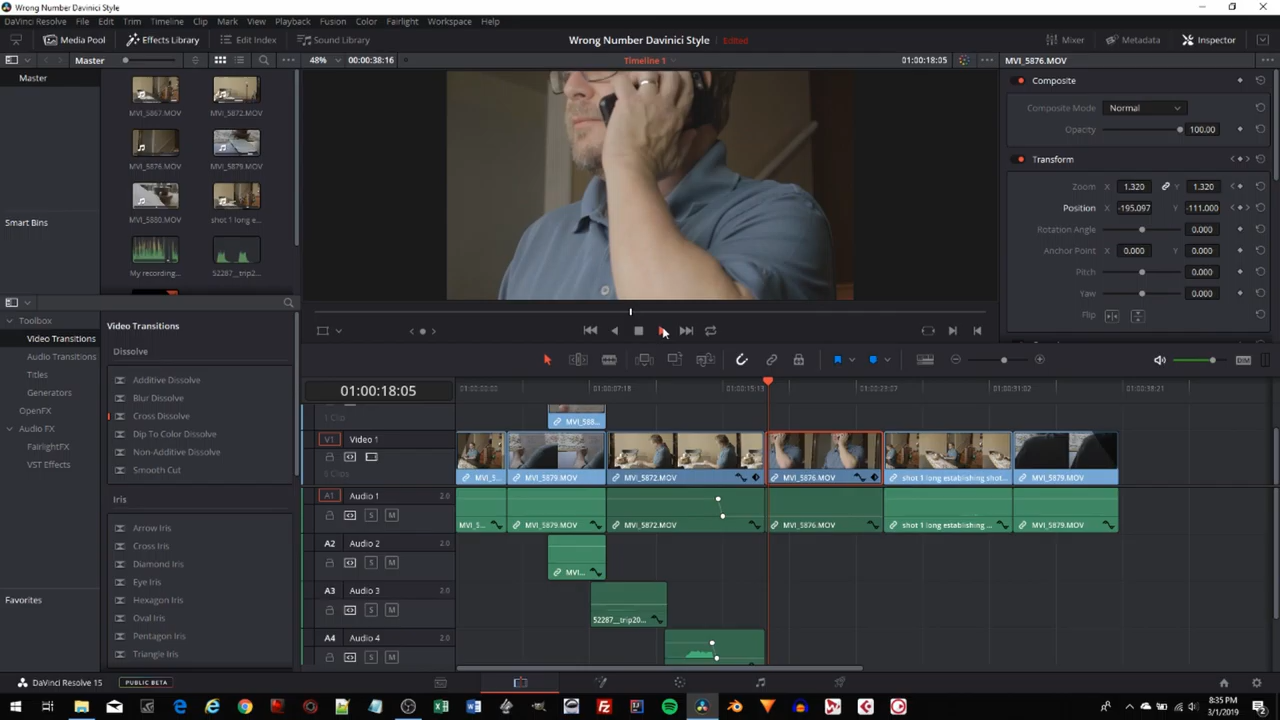 Wrong Number Davinici Style
DaVinci Resolve File Edit Trim Timeline Clip Mark View Playback Fusion Color Fairlight Workspace Help
Media Pool Effects Library Edit Index Sound Library Wrong Number Davinici Style Edited Mixer Metadata Inspector
Master 48% 00:00:38:16 Timeline 1 01:00:18:05 MVI_5876.MOV
Master
MVI_5867.MOV MVI_5872.MOV
MVI_5876.MOV MVI_5879.MOV
MVI_5880.MOV shot 1 long e...
My recording... 52287__trip2...
Smart Bins
Composite
Composite Mode Normal
Opacity 100.00
Transform
Zoom X 1.320 Y 1.320
Position X -195.097 Y -111.000
Rotation Angle 0.000
Anchor Point X 0.000 Y 0.000
Pitch 0.000
Yaw 0.000
Flip
Toolbox
Video Transitions
Audio Transitions
Titles
Generators
OpenFX
Audio FX
FairlightFX
VST Effects
Favorites
Video Transitions
Dissolve
Additive Dissolve
Blur Dissolve
Cross Dissolve
Dip To Color Dissolve
Non-Additive Dissolve
Smooth Cut
Iris
Arrow Iris
Cross Iris
Diamond Iris
Eye Iris
Hexagon Iris
Oval Iris
Pentagon Iris
Triangle Iris
DIM
01:00:18:05
01:00:00:00 01:00:07:18 01:00:15:13 01:00:23:07 01:00:31:02 01:00:38:21
1 Clip MVI_588...
V1 Video 1
MVI_5... MVI_5879.MOV MVI_5872.MOV MVI_5876.MOV shot 1 long establishing shot... MVI_5879.MOV
A1 Audio 1 2.0
S M MVI_5... MVI_5879.MOV MVI_5872.MOV MVI_5876.MOV shot 1 long establishing ... MVI_5879.MOV
A2 Audio 2 2.0
S M MVI...
A3 Audio 3 2.0
S M 52287__trip20...
A4 Audio 4 2.0
S M
DaVinci Resolve 15 PUBLIC BETA
8:35 PM
3/1/2019